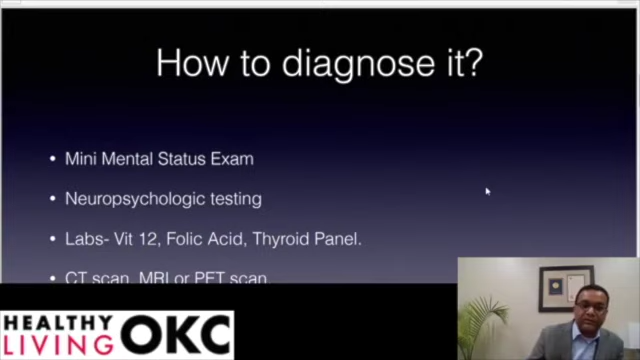 How to diagnose it?
• Mini Mental Status Exam
• Neuropsychologic testing
• Labs- Vit 12, Folic Acid, Thyroid Panel.
• CT scan, MRI or PET scan.
HEALTHY
LIVING OKC